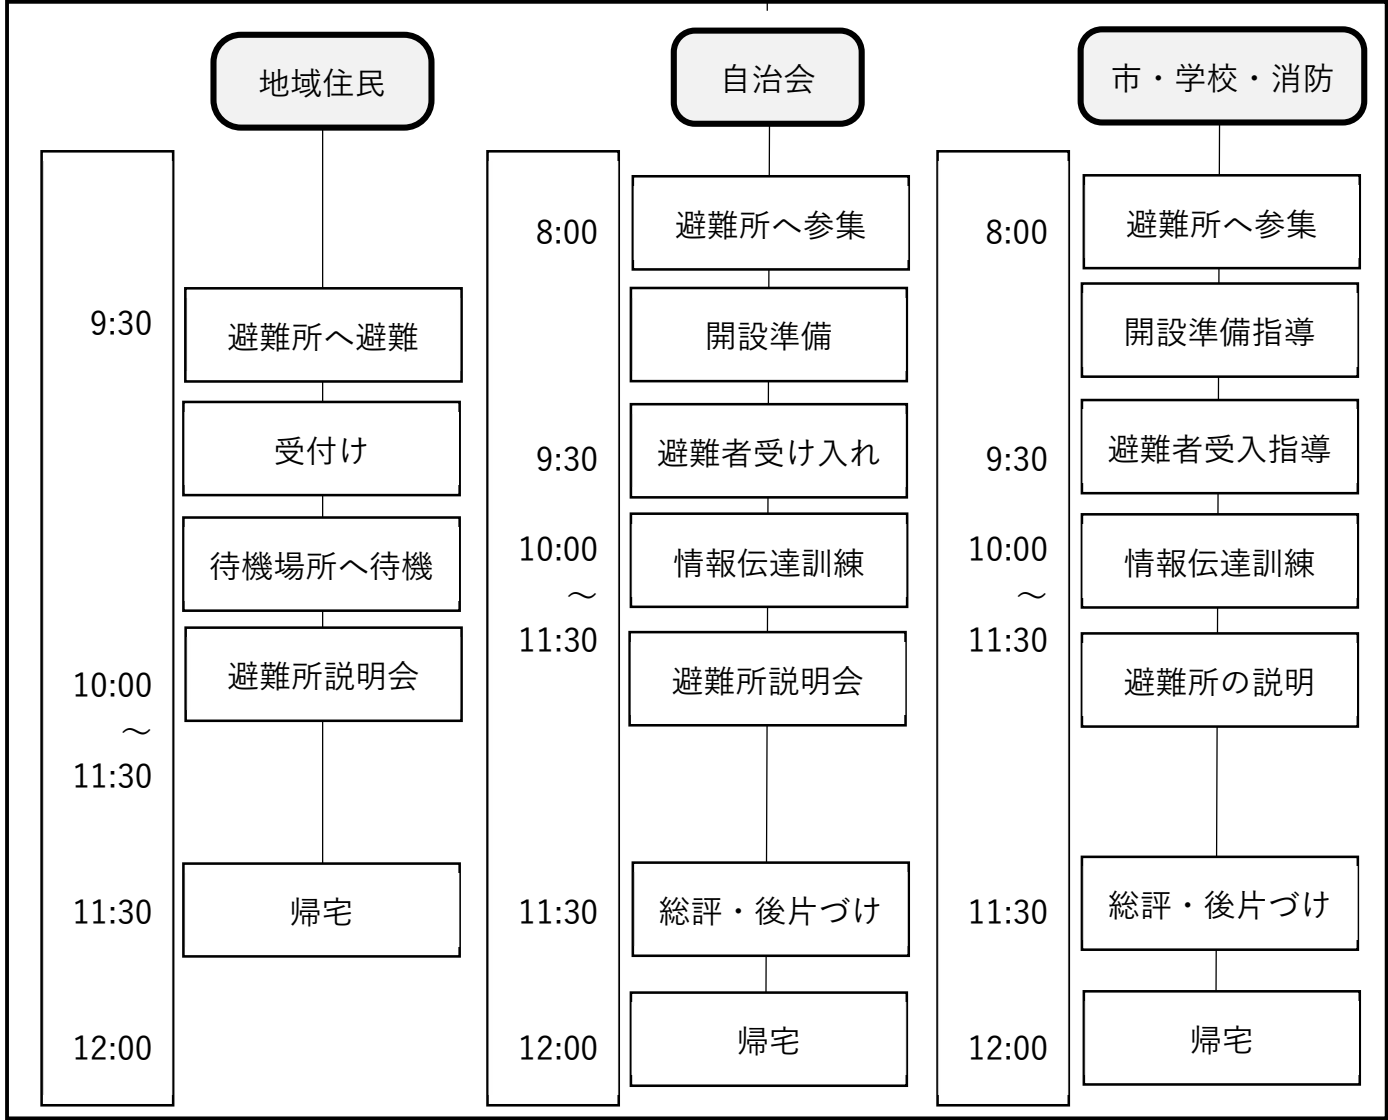 地域住民
9:30
避難所へ避難
受付け
待機場所へ待機
10:00
～
11:30
避難所説明会
11:30
帰宅
12:00
自治会
8:00
避難所へ参集
開設準備
9:30
避難者受け入れ
10:00
～
11:30
情報伝達訓練
避難所説明会
11:30
総評・後片づけ
12:00
帰宅
市・学校・消防
8:00
避難所へ参集
開設準備指導
9:30
避難者受入指導
10:00
～
11:30
情報伝達訓練
避難所の説明
11:30
総評・後片づけ
12:00
帰宅